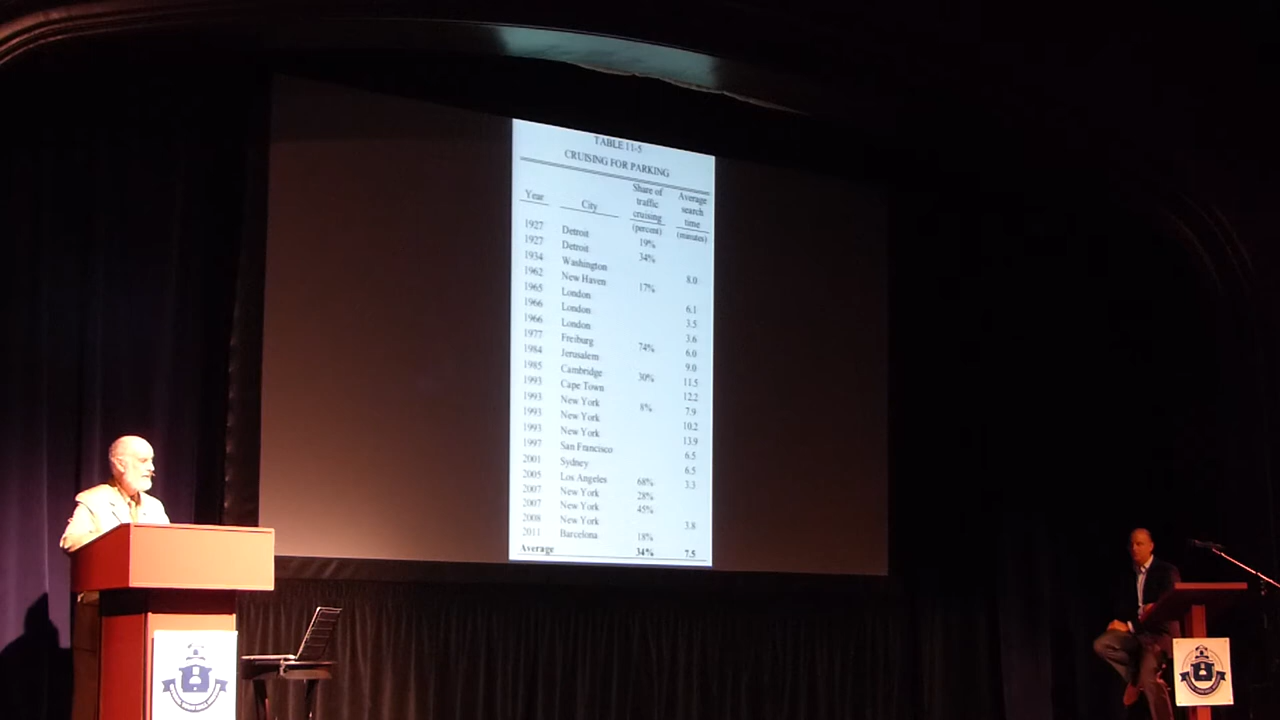 TABLE 11-5
CRUISING FOR PARKING
Year City Share of traffic cruising Average search time
(percent) (minutes)
1927 Detroit 19%
1927 Detroit 34%
1934 Washington 8.0
1962 New Haven 17%
1965 London 6.1
1966 London 3.5
1966 London 3.6
1977 Freiburg 74% 6.0
1984 Jerusalem 9.0
1985 Cambridge 30% 11.5
1993 Cape Town 12.2
1993 New York 8% 7.9
1993 New York 10.2
1993 New York 13.9
1997 San Francisco 6.5
2001 Sydney 6.5
2005 Los Angeles 68% 3.3
2007 New York 28%
2007 New York 45%
2008 New York 3.8
2011 Barcelona 18%
Average 34% 7.5